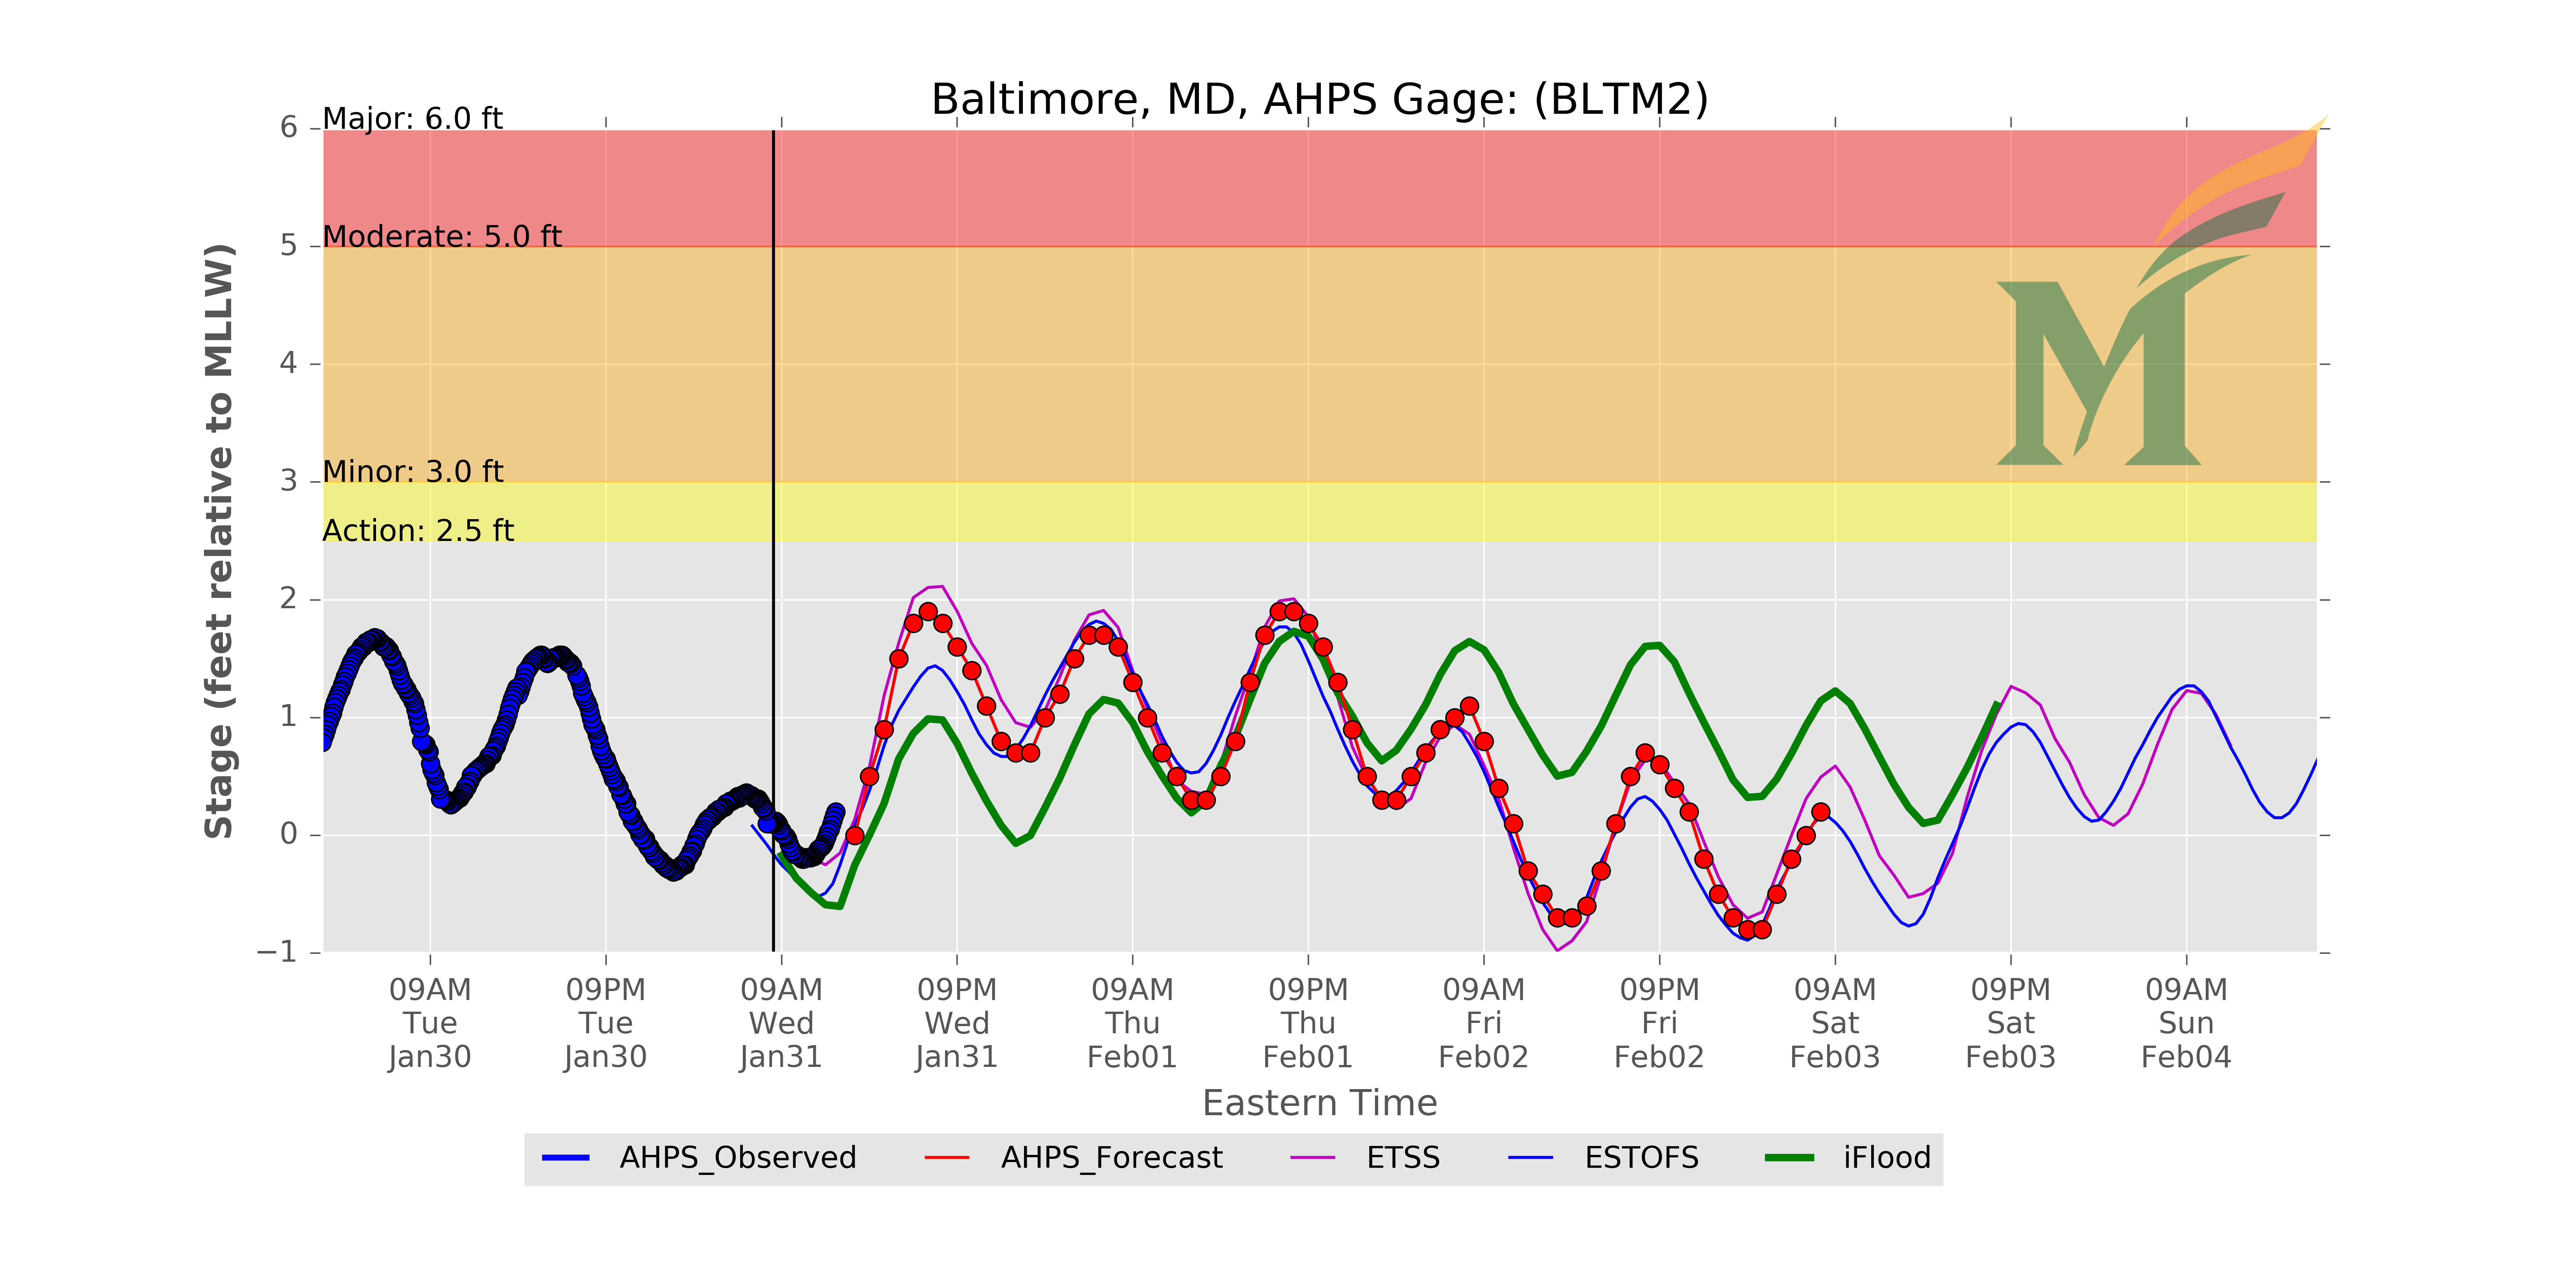 Baltimore, MD, AHPS Gage: (BLTM2)
Major: 6.0 ft
Moderate: 5.0 ft
Minor: 3.0 ft
Action: 2.5 ft
6
5
4
3
2
1
0
−1
Stage (feet relative to MLLW)
09AM 09PM 09AM 09PM 09AM 09PM 09AM 09PM 09AM 09PM 09AM
Tue Tue Wed Wed Thu Thu Fri Fri Sat Sat Sun
Jan30 Jan30 Jan31 Jan31 Feb01 Feb01 Feb02 Feb02 Feb03 Feb03 Feb04
Eastern Time
AHPS_Observed AHPS_Forecast ETSS ESTOFS iFlood
M